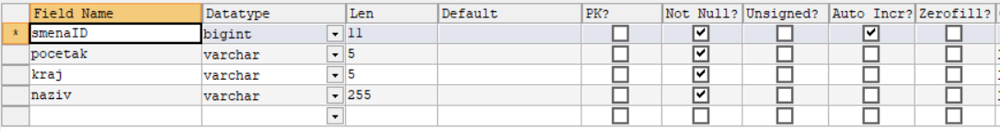 Field Name Datatype Len Default PK? Not Null? Unsigned? Auto Incr? Zerofill?
* smenaID bigint 11
pocetak varchar 5
kraj varchar 5
naziv varchar 255